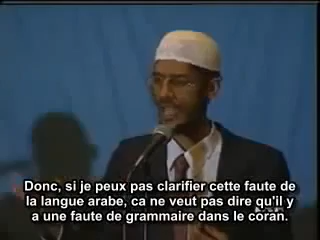 Donc, si je peux pas clarifier cette faute de
la langue arabe, ca ne veut pas dire qu'il y
a une faute de grammaire dans le coran.